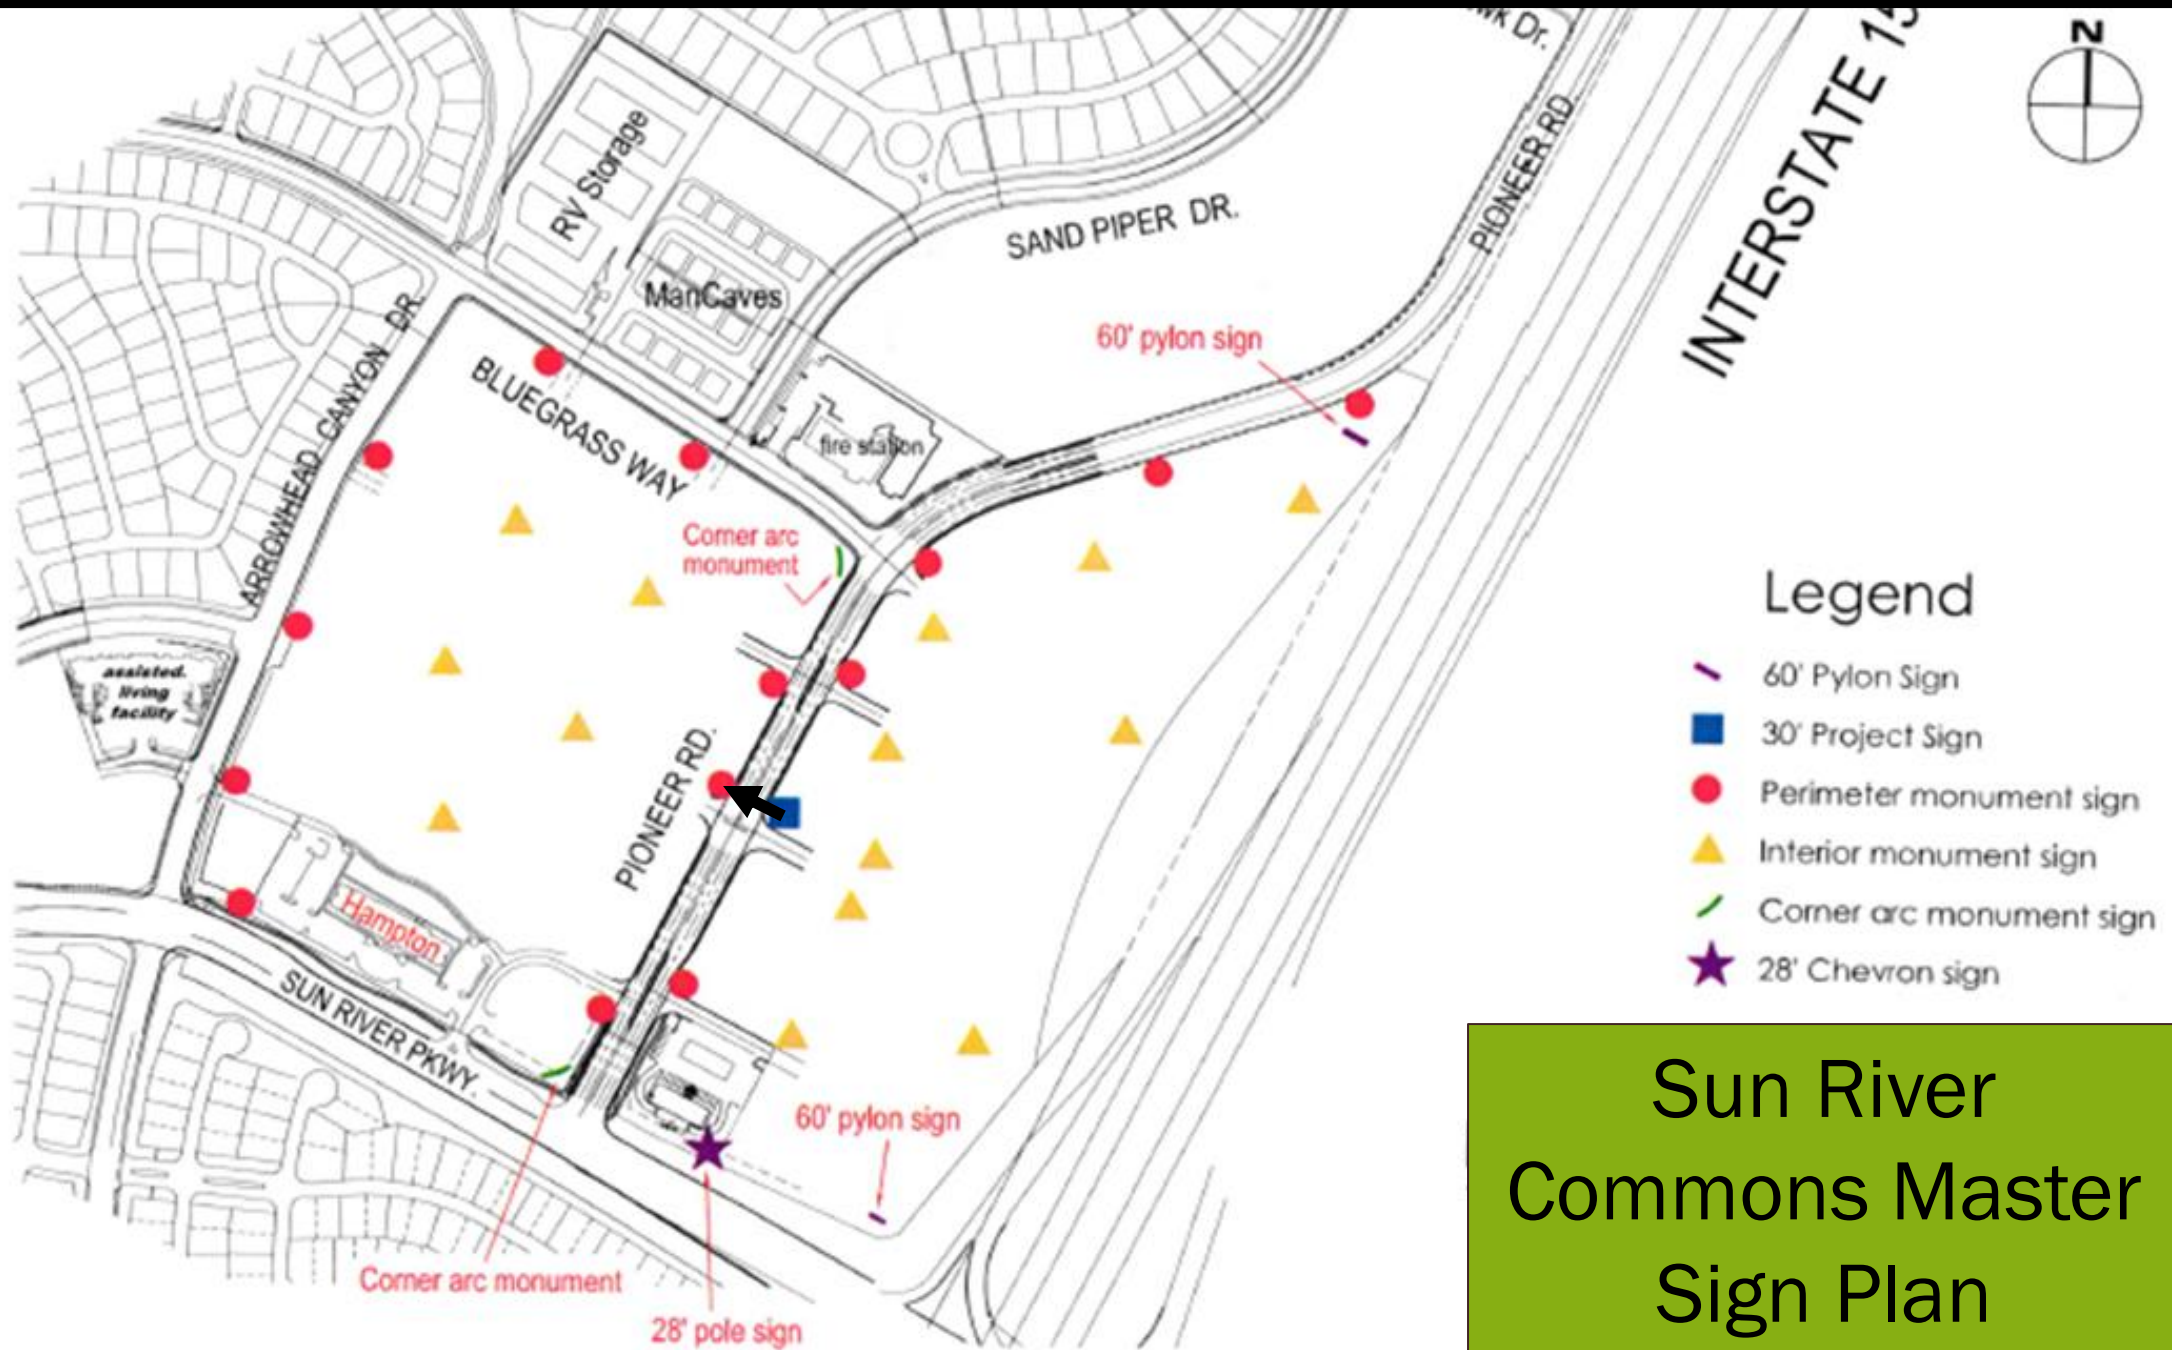 wk Dr.
INTERSTATE 15
N
PIONEER RD.
RV Storage
SAND PIPER DR.
ManCaves
60' pylon sign
ARROWHEAD CANYON DR.
BLUEGRASS WAY
fire station
Corner arc
monument
assisted.
living
facility
PIONEER RD.
Hampton
SUN RIVER PKWY.
60' pylon sign
Corner arc monument
28' pole sign
Legend
60' Pylon Sign
30' Project Sign
Perimeter monument sign
Interior monument sign
Corner arc monument sign
28' Chevron sign
Sun River
Commons Master
Sign Plan